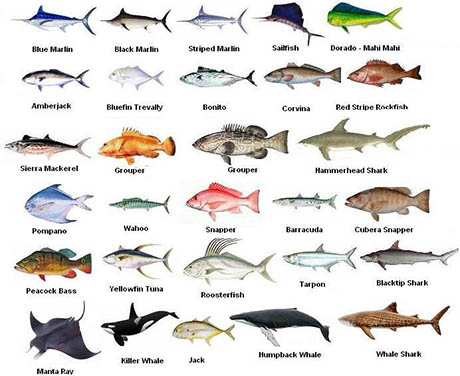 Blue Marlin
Black Marlin
Striped Marlin
Sailfish
Dorado - Mahi Mahi
Amberjack
Bluefin Trevally
Bonito
Corvina
Red Stripe Rockfish
Sierra Mackerel
Grouper
Grouper
Hammerhead Shark
Pompano
Wahoo
Snapper
Barracuda
Cubera Snapper
Peacock Bass
Yellowfin Tuna
Roosterfish
Tarpon
Blacktip Shark
Manta Ray
Killer Whale
Jack
Humpback Whale
Whale Shark